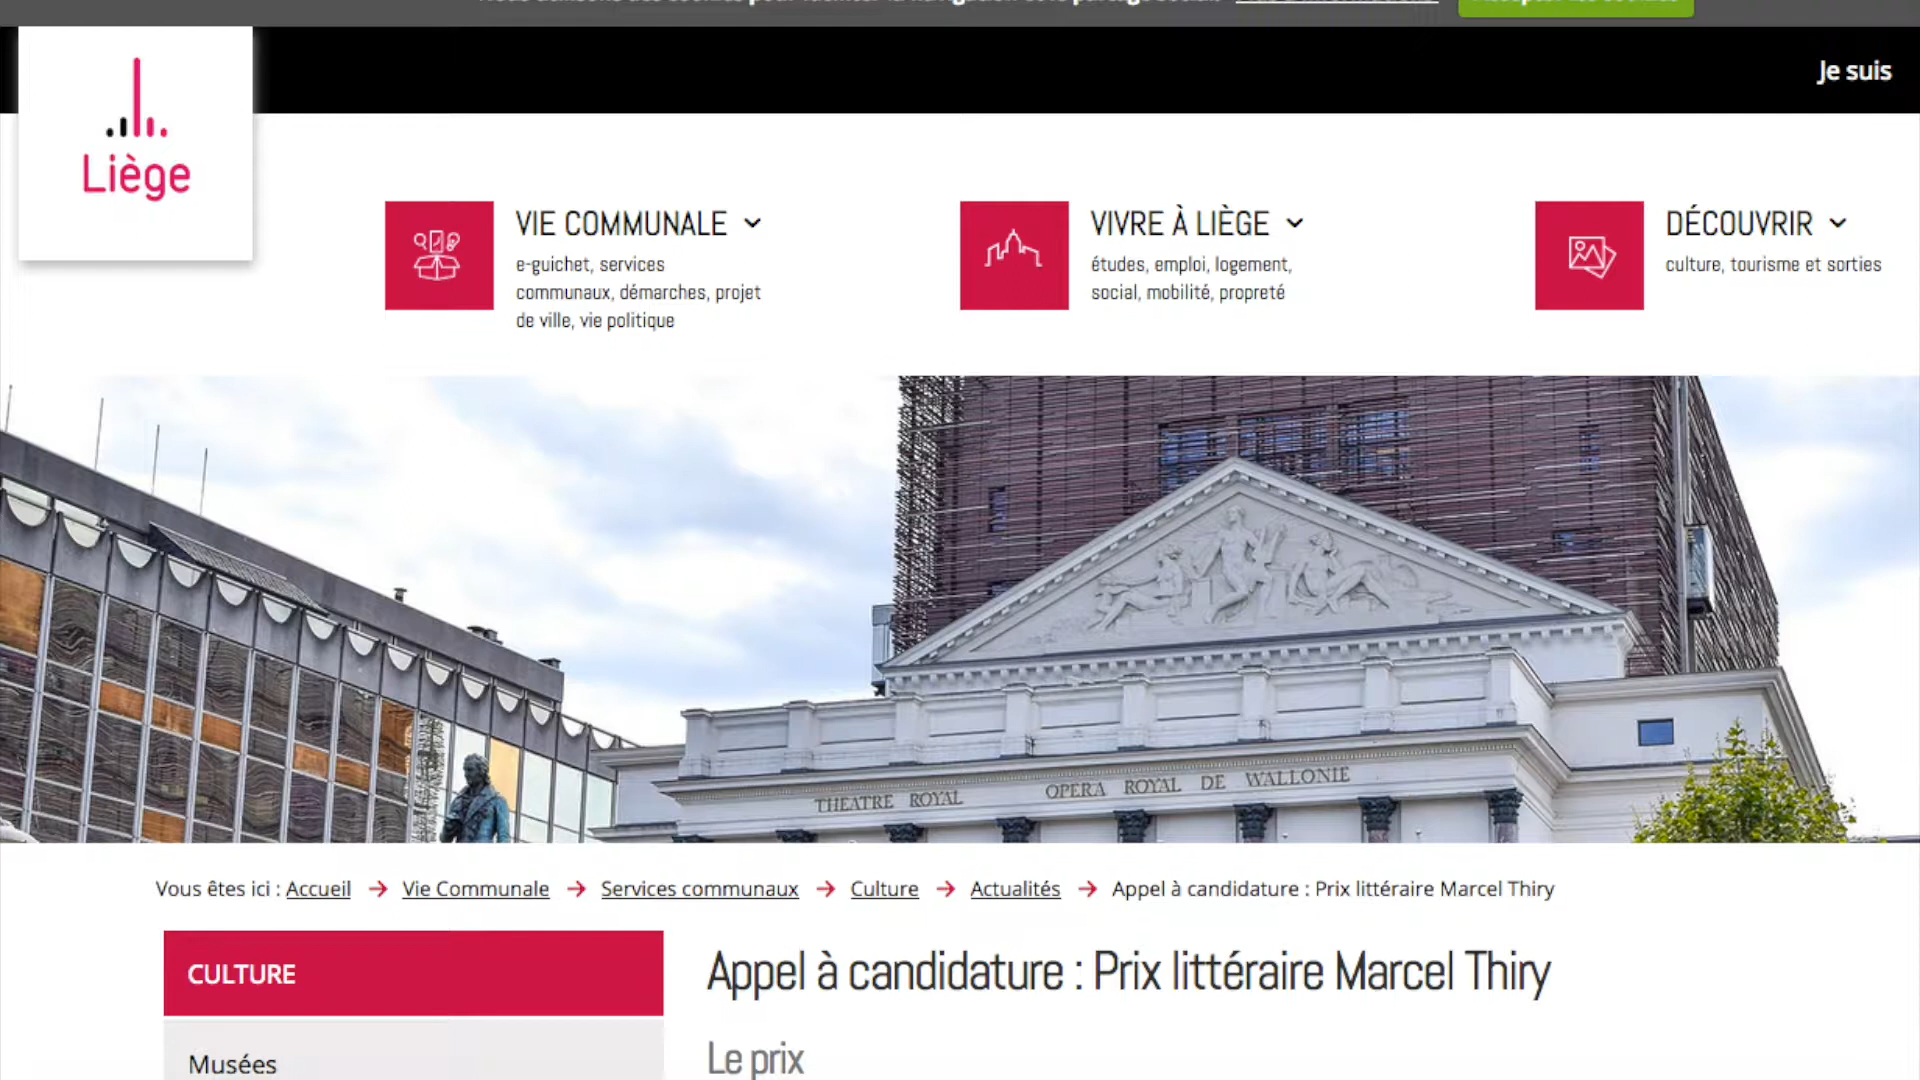 Je suis
Liège
VIE COMMUNALE
e-guichet, services
communaux, démarches, projet
de ville, vie politique
VIVRE À LIÈGE
études, emploi, logement,
social, mobilité, propreté
DÉCOUVRIR
culture, tourisme et sorties
THEATRE ROYAL OPERA ROYAL DE WALLONIE
Vous êtes ici : Accueil → Vie Communale → Services communaux → Culture → Actualités → Appel à candidature : Prix littéraire Marcel Thiry
CULTURE
Musées
Appel à candidature : Prix littéraire Marcel Thiry
Le prix